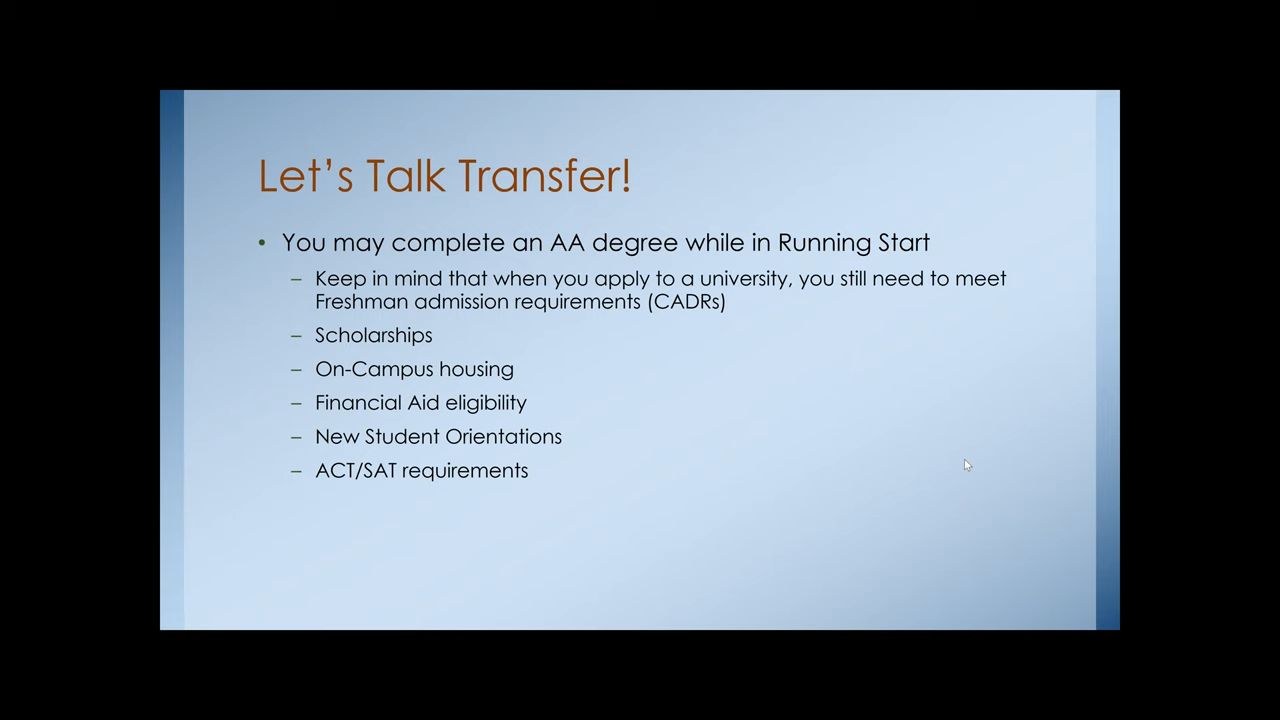 Let’s Talk Transfer!
• You may complete an AA degree while in Running Start
– Keep in mind that when you apply to a university, you still need to meet
Freshman admission requirements (CADRs)
– Scholarships
– On-Campus housing
– Financial Aid eligibility
– New Student Orientations
– ACT/SAT requirements